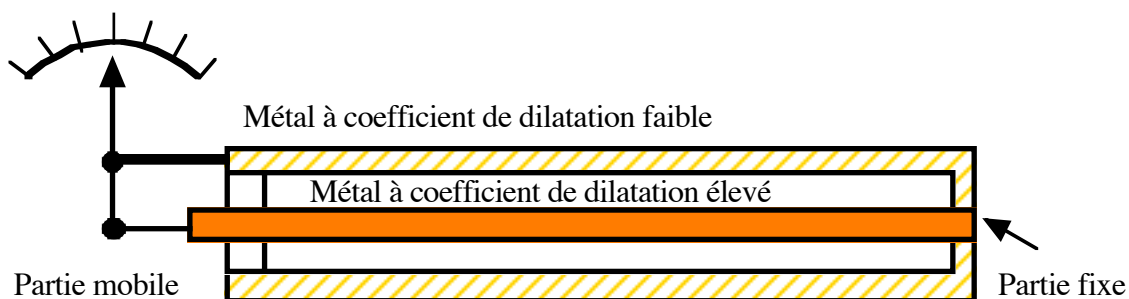 Métal à coefficient de dilatation faible
Métal à coefficient de dilatation élevé
Partie mobile
Partie fixe